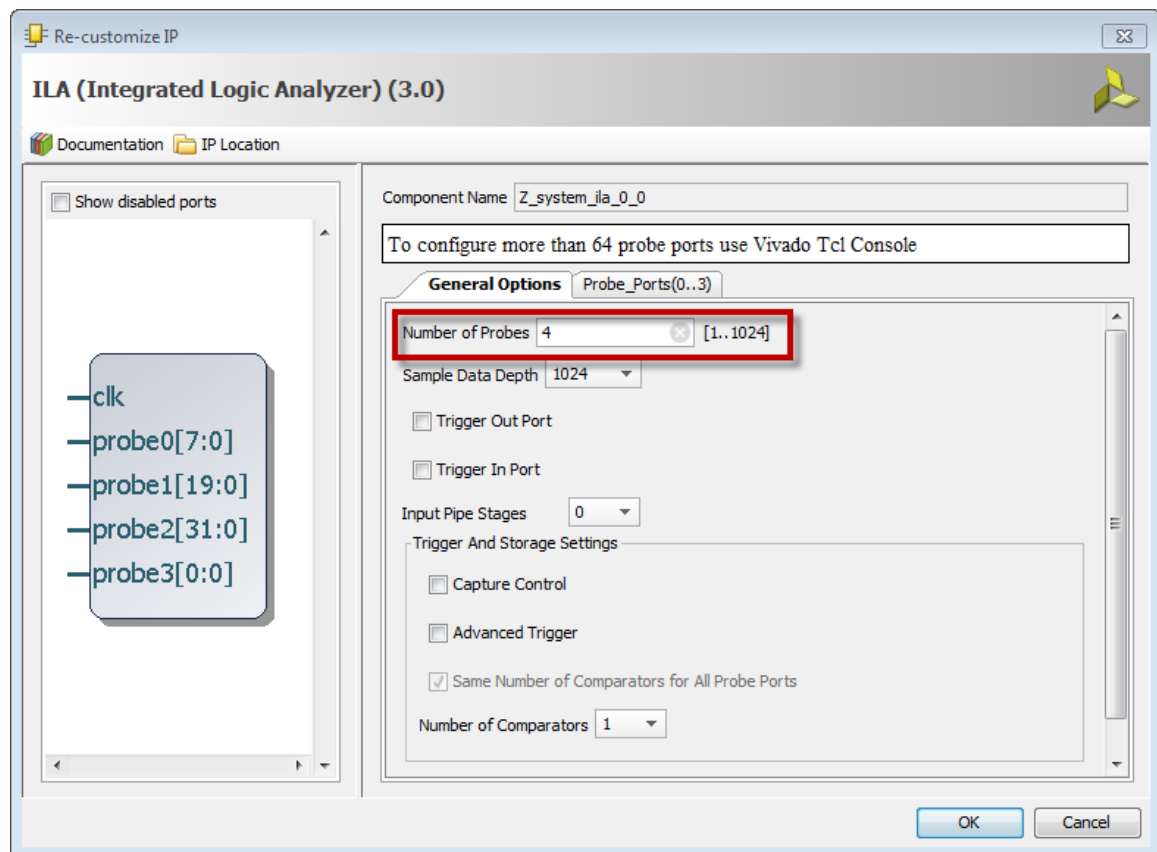 Re-customize IP
ILA (Integrated Logic Analyzer) (3.0)
Documentation IP Location
Show disabled ports
clk
probe0[7:0]
probe1[19:0]
probe2[31:0]
probe3[0:0]
Component Name Z_system_ila_0_0
To configure more than 64 probe ports use Vivado Tcl Console
General Options Probe_Ports(0..3)
Number of Probes 4 [1..1024]
Sample Data Depth 1024
Trigger Out Port
Trigger In Port
Input Pipe Stages 0
Trigger And Storage Settings
Capture Control
Advanced Trigger
Same Number of Comparators for All Probe Ports
Number of Comparators 1
OK Cancel